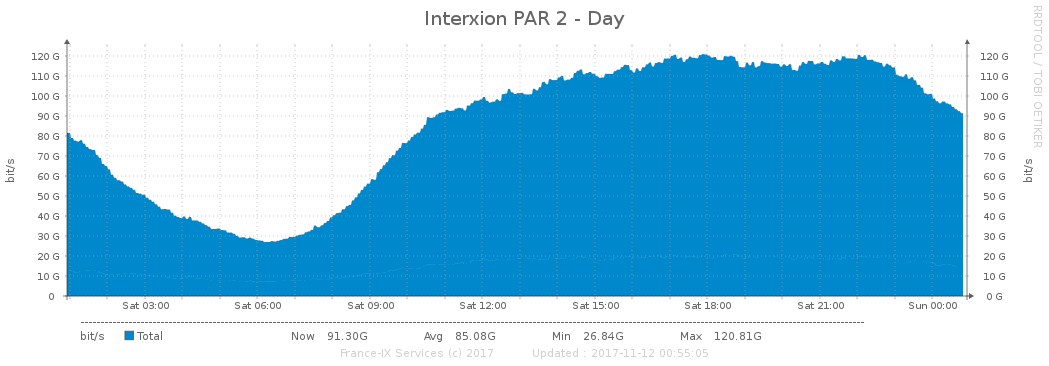 Interxion PAR 2 - Day
RRDTOOL / TOBI OETIKER
bit/s
120 G
110 G
100 G
90 G
80 G
70 G
60 G
50 G
40 G
30 G
20 G
10 G
0
120 G
110 G
100 G
90 G
80 G
70 G
60 G
50 G
40 G
30 G
20 G
10 G
0 G
bit/s
Sat 03:00 Sat 06:00 Sat 09:00 Sat 12:00 Sat 15:00 Sat 18:00 Sat 21:00 Sun 00:00
bit/s Total Now 91.30G Avg 85.08G Min 26.84G Max 120.81G
France-IX Services (c) 2017 Updated : 2017-11-12 00:55:05